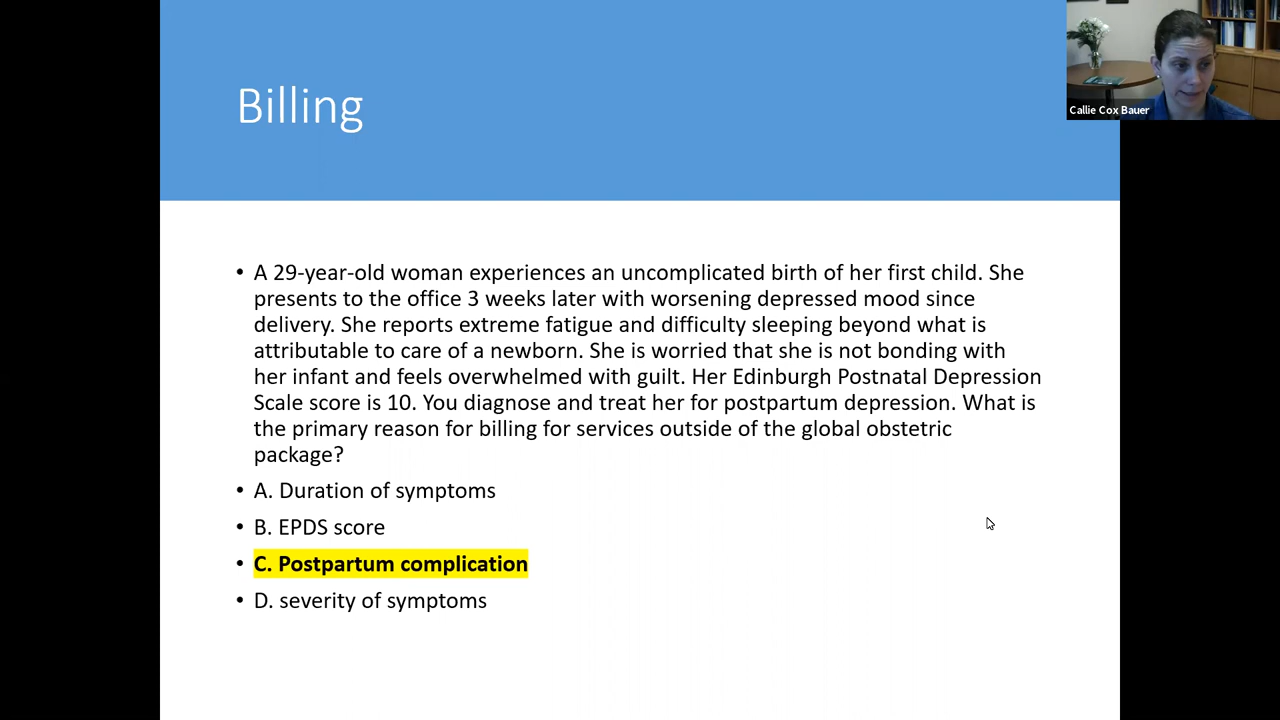 Billing
Callie Cox Bauer
• A 29-year-old woman experiences an uncomplicated birth of her first child. She
presents to the office 3 weeks later with worsening depressed mood since
delivery. She reports extreme fatigue and difficulty sleeping beyond what is
attributable to care of a newborn. She is worried that she is not bonding with
her infant and feels overwhelmed with guilt. Her Edinburgh Postnatal Depression
Scale score is 10. You diagnose and treat her for postpartum depression. What is
the primary reason for billing for services outside of the global obstetric
package?
• A. Duration of symptoms
• B. EPDS score
• C. Postpartum complication
• D. severity of symptoms